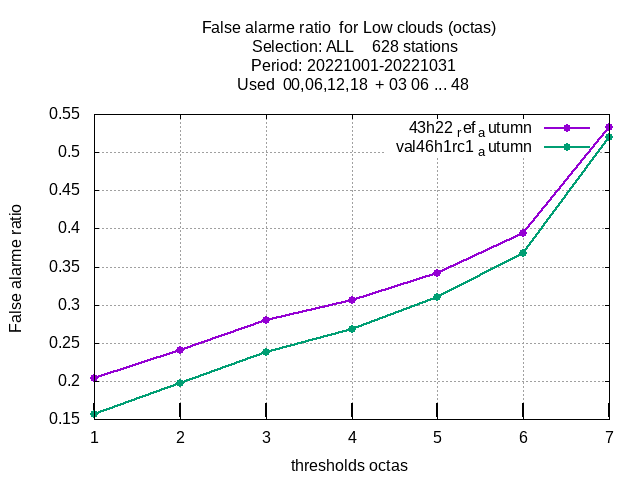 False alarme ratio  for Low clouds (octas)
Selection: ALL    628 stations
Period: 20221001-20221031
Used  00,06,12,18  + 03 06 ... 48
0.55
0.5
0.45
0.4
0.35
0.3
0.25
0.2
0.15
False alarme ratio
43h22 ref a utumn
val46h1rc1 a utumn
1 2 3 4 5 6 7
thresholds octas